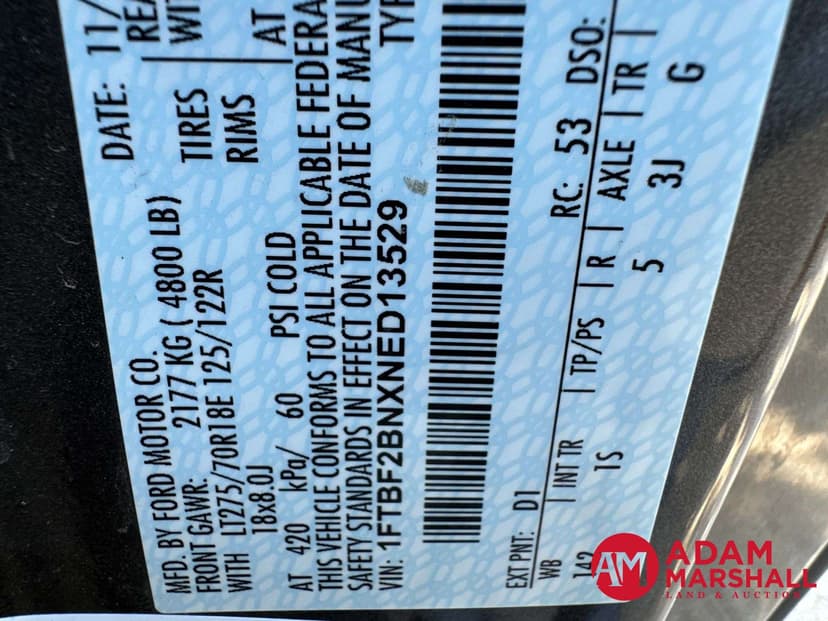 MFD. BY FORD MOTOR CO.
DATE: 11/
FRONT GAWR: 2177 KG ( 4800 LB)
WITH LT275/70R18E 125/122R TIRES
18x8.0J RIMS
AT 420 kPa/ 60 PSI COLD AT
THIS VEHICLE CONFORMS TO ALL APPLICABLE FEDERA
SAFETY STANDARDS IN EFFECT ON THE DATE OF MANU
VIN: 1FTBF2BNXNED13529 TYP
EXT PNT: D1 RC: 53 DSO:
WB INT TR TP/PS R AXLE TR
142 1S 5 3J G
AM ADAM
MARSHALL
LAND & AUCTION